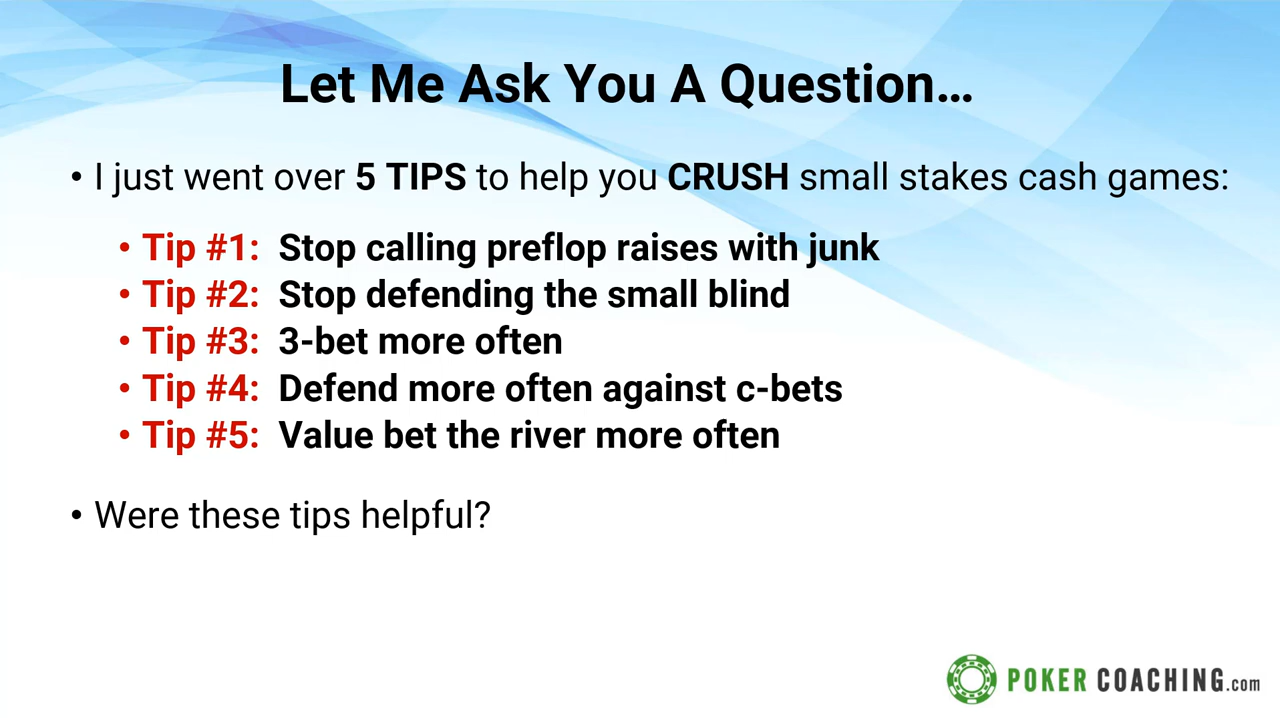 Let Me Ask You A Question...
• I just went over 5 TIPS to help you CRUSH small stakes cash games:
• Tip #1: Stop calling preflop raises with junk
• Tip #2: Stop defending the small blind
• Tip #3: 3-bet more often
• Tip #4: Defend more often against c-bets
• Tip #5: Value bet the river more often
• Were these tips helpful?
POKER COACHING.com